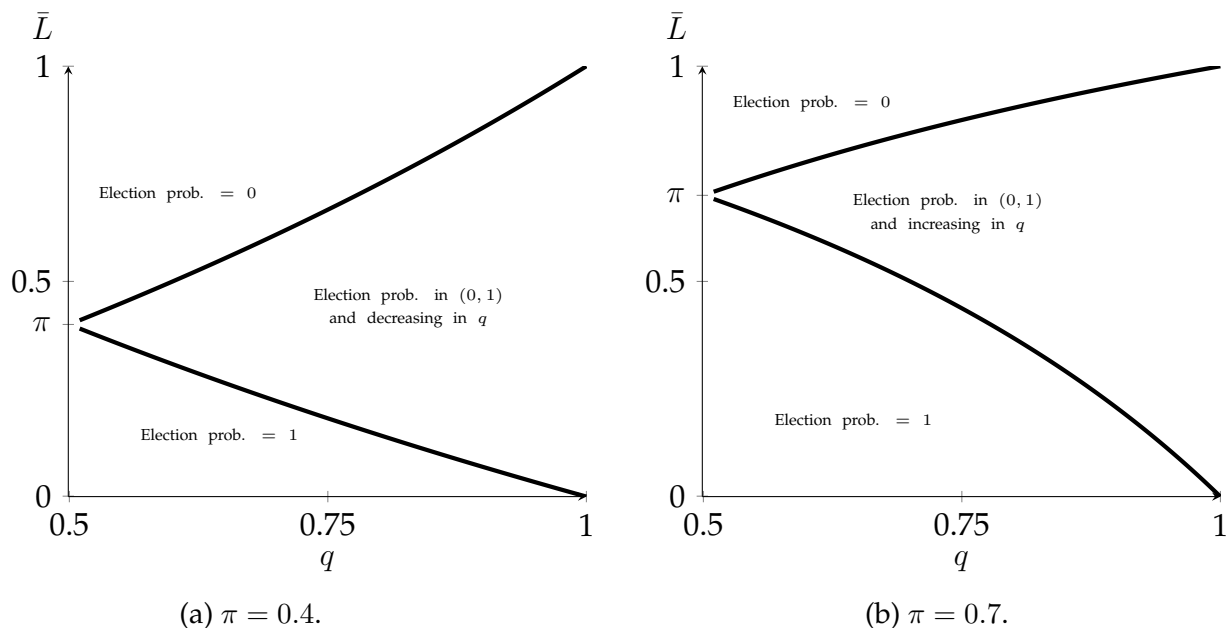 L̄
1
Election prob. = 0
0.5
Election prob. in (0, 1)
and decreasing in q
π
Election prob. = 1
0
0.5
0.75
1
q
(a) π = 0.4.
L̄
1
Election prob. = 0
π
Election prob. in (0, 1)
and increasing in q
0.5
Election prob. = 1
0
0.5
0.75
1
q
(b) π = 0.7.